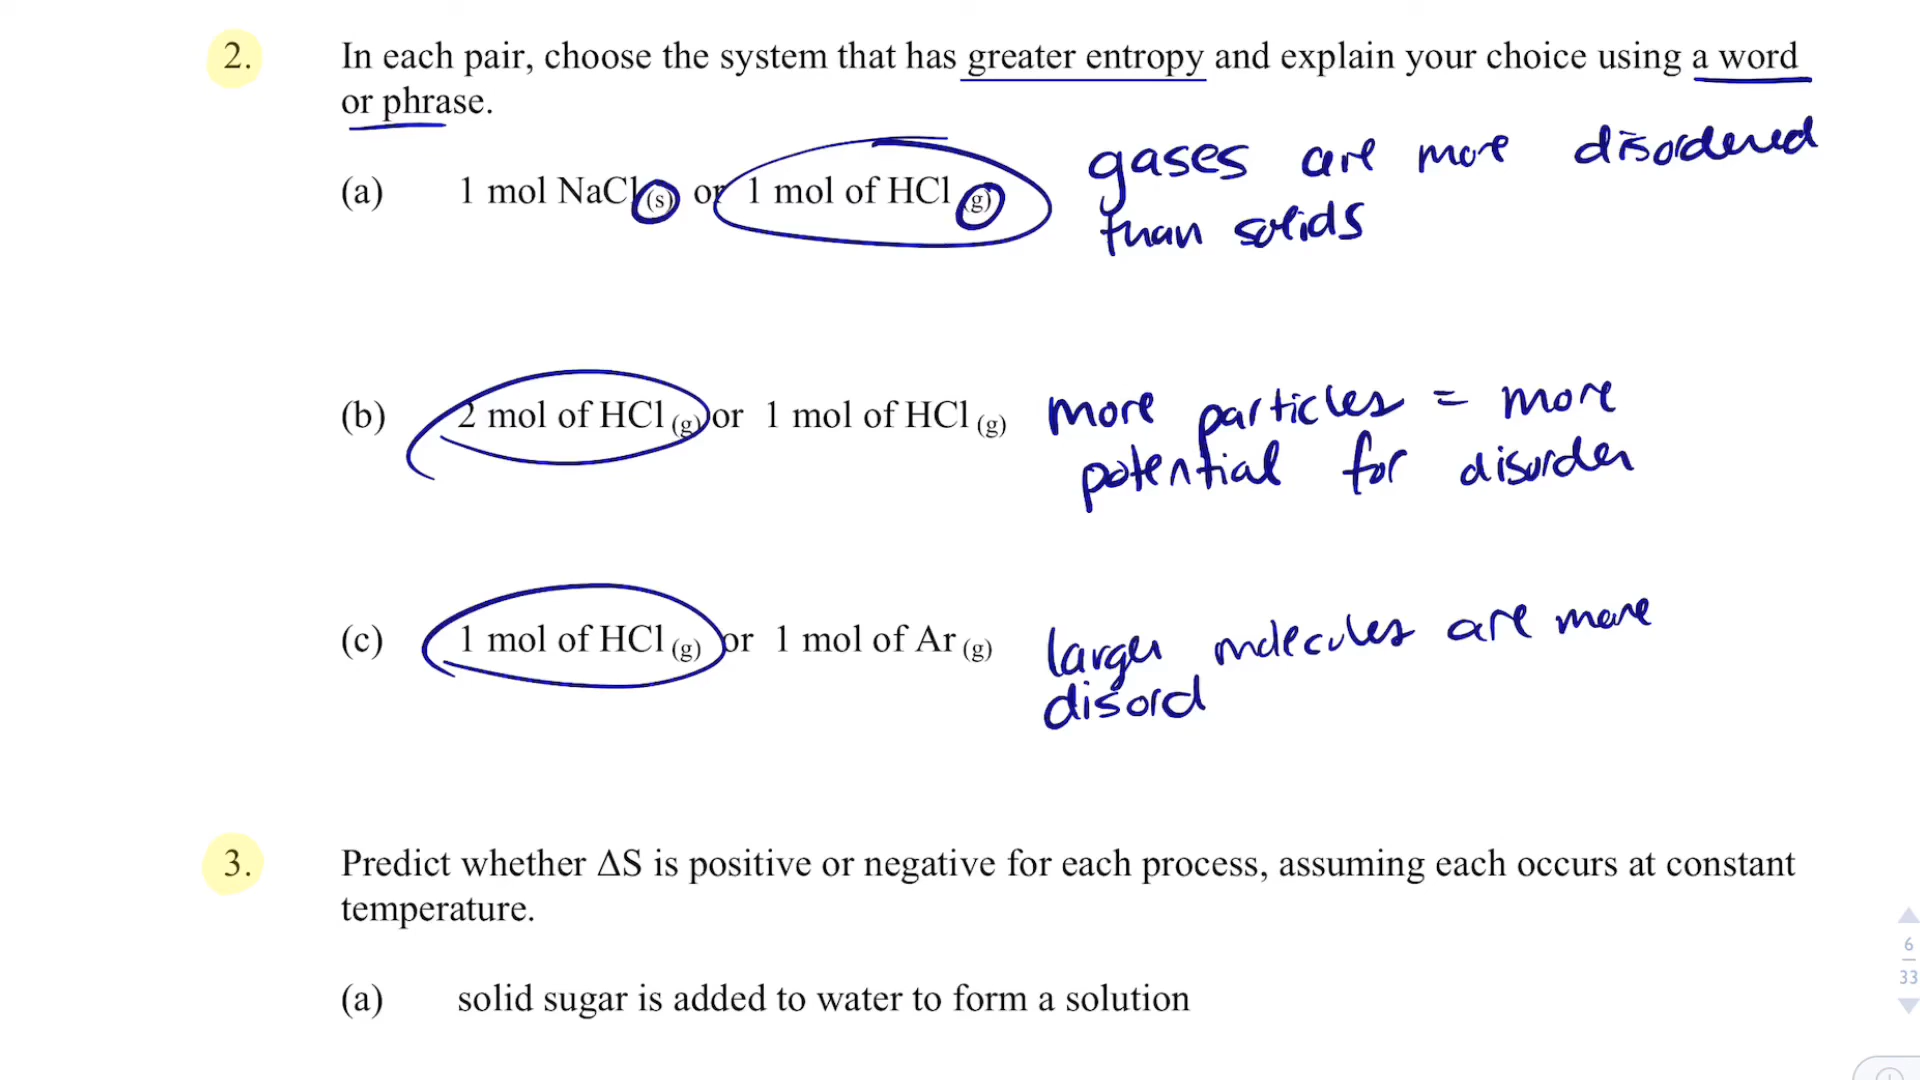 2. In each pair, choose the system that has greater entropy and explain your choice using a word
or phrase.
(a) 1 mol NaCl(s) or 1 mol of HCl (g) gases are more disordered
than solids
(b) 2 mol of HCl (g) or 1 mol of HCl (g) more particles = more
potential for disorder
(c) 1 mol of HCl (g) or 1 mol of Ar (g) larger molecules are more
disord
3. Predict whether ΔS is positive or negative for each process, assuming each occurs at constant
temperature.
6
33
(a) solid sugar is added to water to form a solution